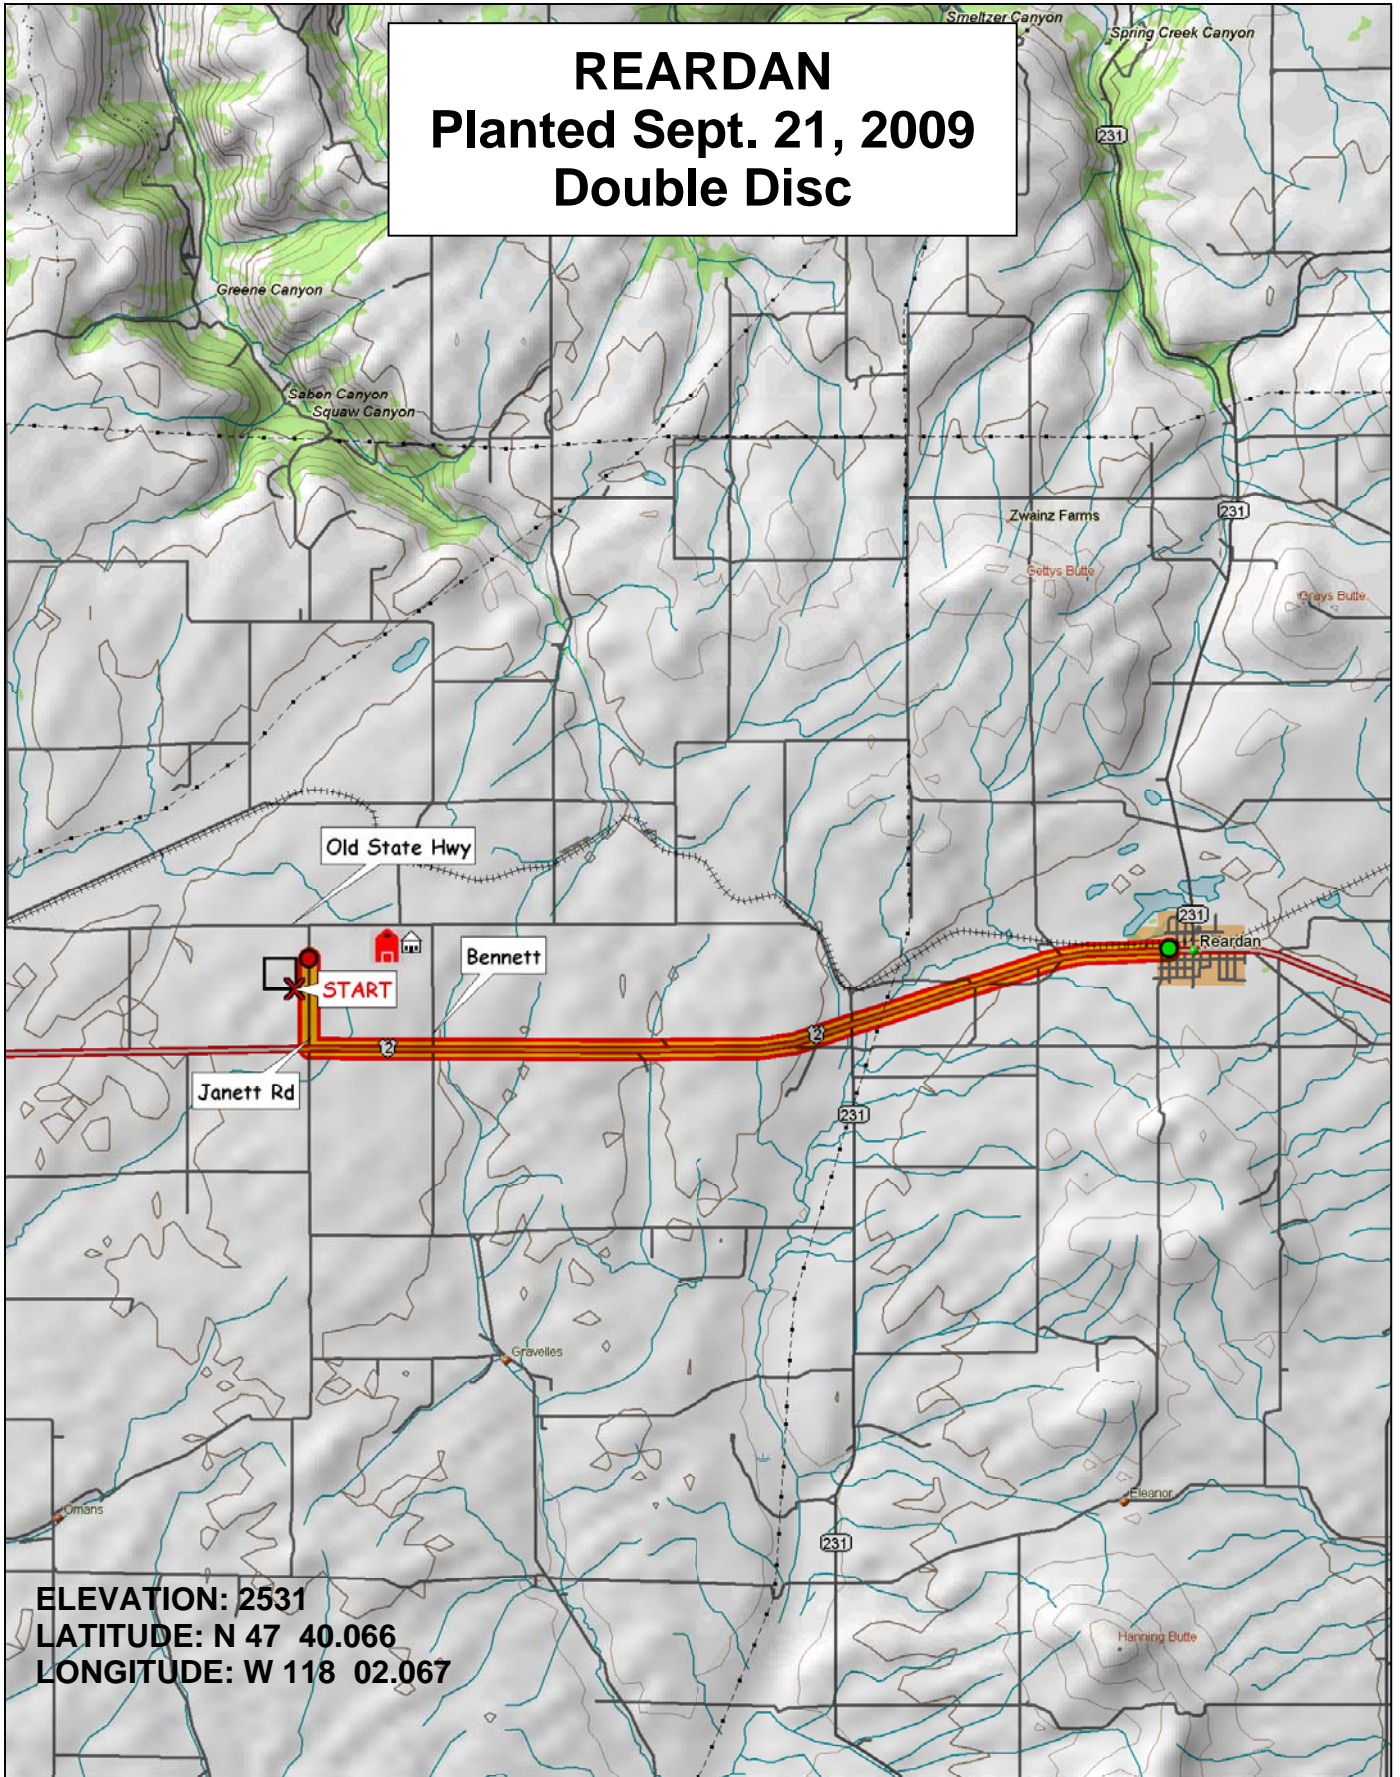 Smeltzer Canyon
Spring Creek Canyon
REARDAN
Planted Sept. 21, 2009
Double Disc
231
Greene Canyon
Saben Canyon
Squaw Canyon
Zwainz Farms
231
Gettys Butte
Grays Butte
Old State Hwy
231
Reardan
Bennett
START
2
2
Janett Rd
231
Gravelles
Omans
Eleanor
231
ELEVATION: 2531
LATITUDE: N 47 40.066
LONGITUDE: W 118 02.067
Hanning Butte